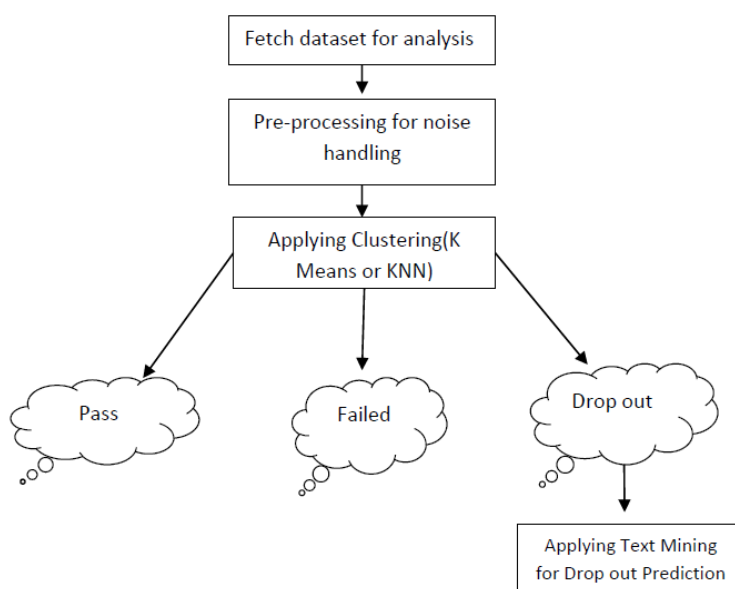 Fetch dataset for analysis
Pre-processing for noise
handling
Applying Clustering(K
Means or KNN)
Pass
Failed
Drop out
Applying Text Mining
for Drop out Prediction